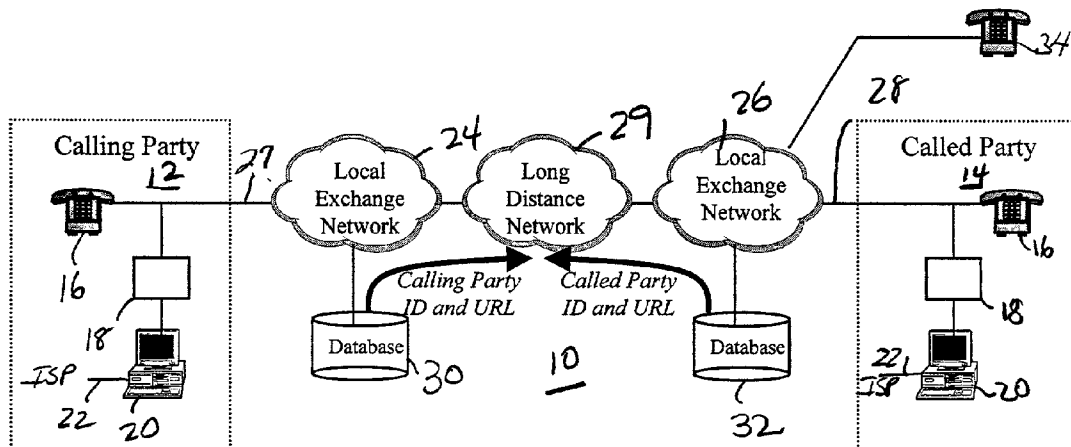 34
28
26
29
24
Calling Party
12
27
Local
Exchange
Network
Long
Distance
Network
Local
Exchange
Network
Called Party
14
16
16
Calling Party
ID and URL
Called Party
ID and URL
18
18
Database
30
10
Database
32
ISP
22
20
22
ISP
20